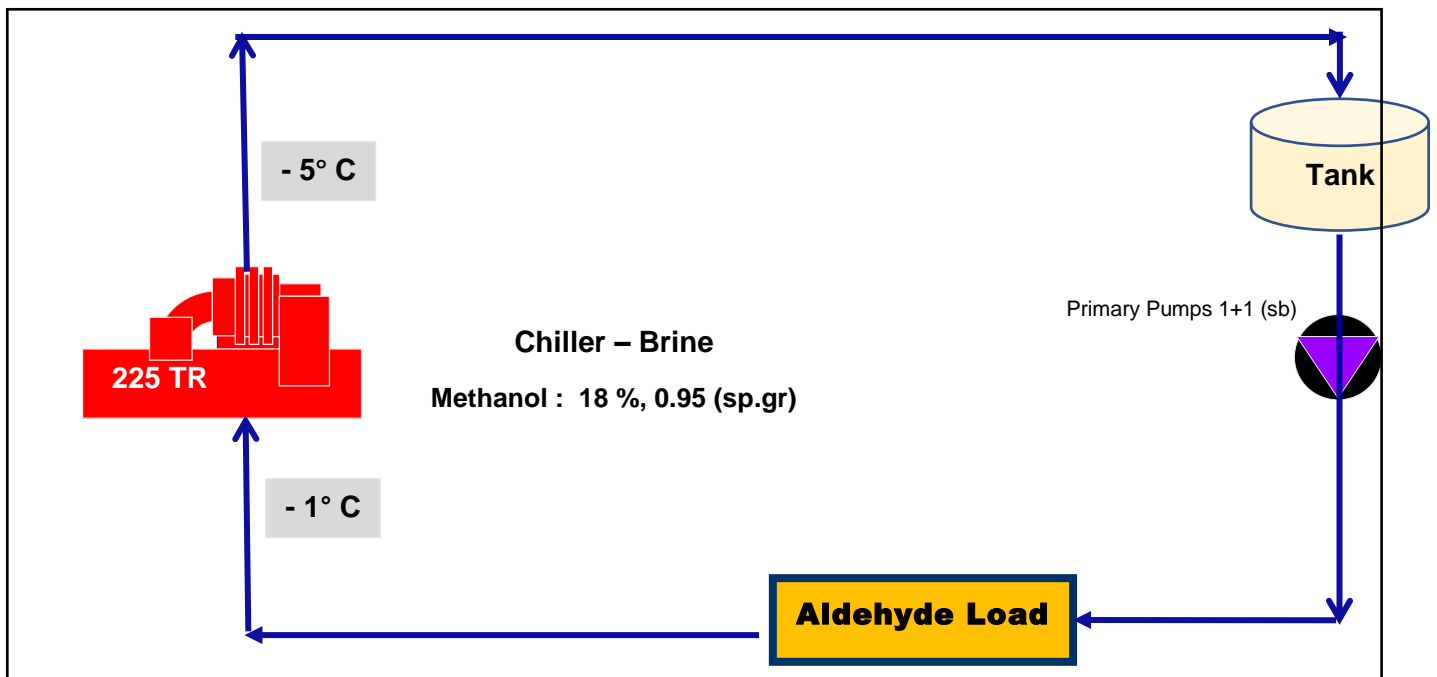 - 5° C
Tank
Primary Pumps 1+1 (sb)
Chiller – Brine
225 TR
Methanol :  18 %, 0.95 (sp.gr)
- 1° C
Aldehyde Load